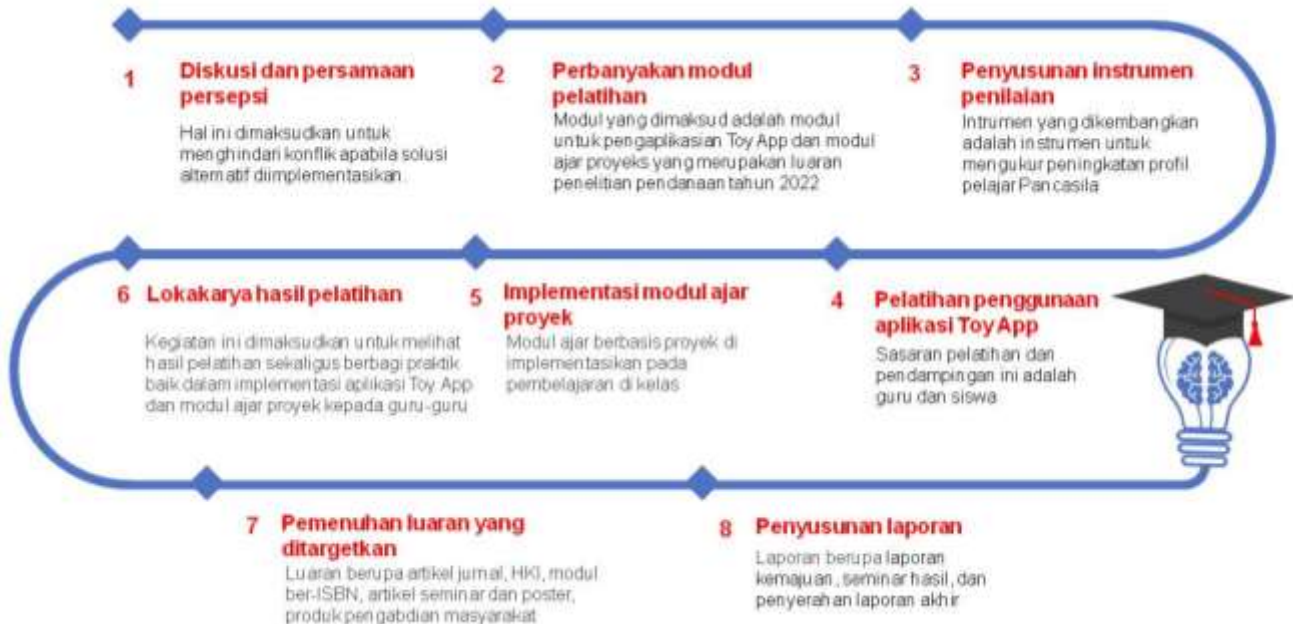 1 Diskusi dan persamaan
persepsi
Hal ini dimaksudkan untuk
menghindari konflik apabila solusi
alternatif diimplementasikan
2 Perbanyakan modul
pelatihan
Modul yang dimaksud adalah modul
untuk pengaplikasian Toy App dan modul
ajar proyeks yang merupakan luaran
penelitian pendanaan tahun 2022
3 Penyusunan instrumen
penilaian
Intrumen yang dikembangkan
adalah instrumen untuk
mengukur peningkatan profil
pelajar Pancasila
4 Pelatihan penggunaan
aplikasi Toy App
Sasaran pelatihan dan
pendampingan ini adalah
guru dan siswa
5 Implementasi modul ajar
proyek
Modul ajar berbasis proyek di
implementasikan pada
pembelajaran di kelas
6 Lokakarya hasil pelatihan
Kegiatan ini dimaksudkan untuk melihat
hasil pelatihan sekaligus berbagi praktik
baik dalam implementasi aplikasi Toy App
dan modul ajar proyek kepada guru-guru
7 Pemenuhan luaran yang
ditargetkan
Luaran berupa artikel jurnal, HKI, modul
ber-ISBN, artikel seminar dan poster,
produk pengabdian masyarakat
8 Penyusunan laporan
Laporan berupa laporan
kemajuan, seminar hasil, dan
penyerahan laporan akhir